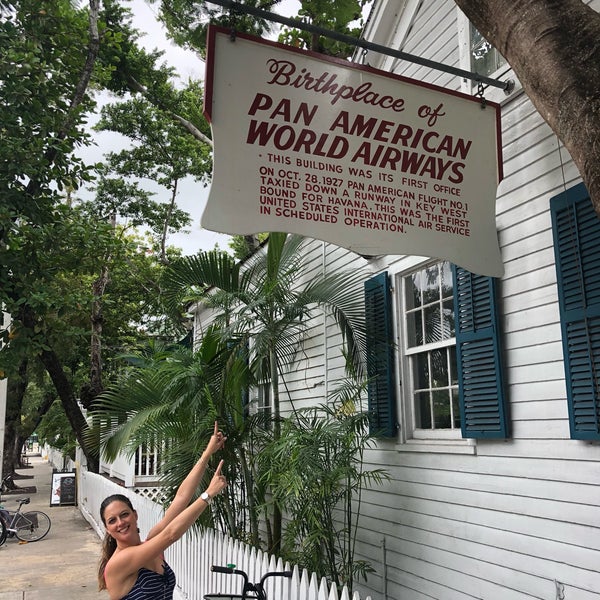 Birthplace of
PAN AMERICAN
WORLD AIRWAYS
• THIS BUILDING WAS ITS FIRST OFFICE
ON OCT. 28, 1927 PAN AMERICAN FLIGHT NO.1
TAXIED DOWN A RUNWAY IN KEY WEST
BOUND FOR HAVANA. THIS WAS THE FIRST
UNITED STATES INTERNATIONAL AIR SERVICE
IN SCHEDULED OPERATION.